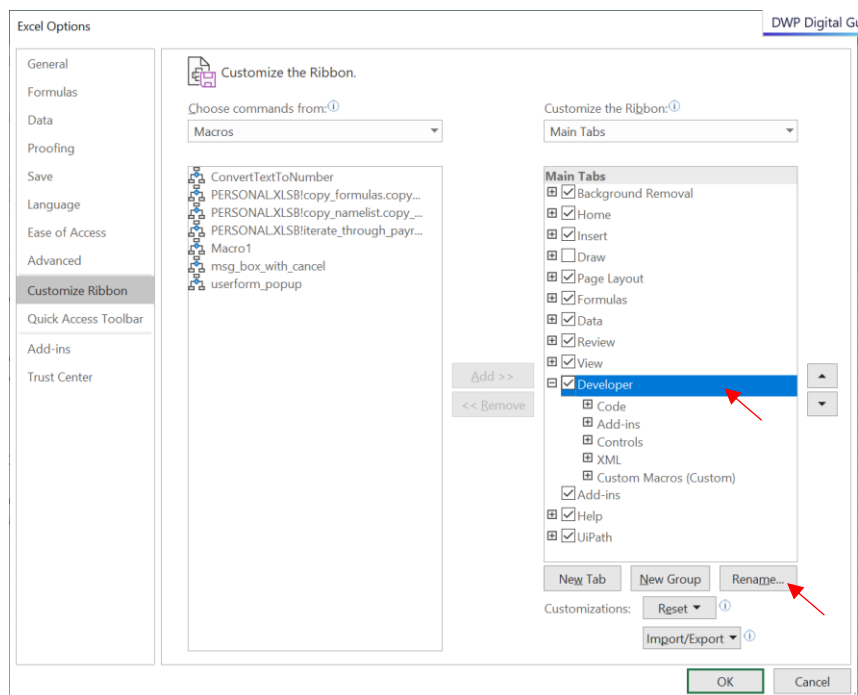 Excel Options
DWP Digital Gu
General
Formulas
Data
Proofing
Save
Language
Ease of Access
Advanced
Customize Ribbon
Quick Access Toolbar
Add-ins
Trust Center
Customize the Ribbon.
Choose commands from:
Macros
ConvertTextToNumber
PERSONAL.XLSB!copy_formulas.copy...
PERSONAL.XLSB!copy_namelist.copy_...
PERSONAL.XLSB!iterate_through_payr...
Macro1
msg_box_with_cancel
userform_popup
Add >>
<< Remove
Customize the Ribbon:
Main Tabs
Main Tabs
Background Removal
Home
Insert
Draw
Page Layout
Formulas
Data
Review
View
Developer
Code
Add-ins
Controls
XML
Custom Macros (Custom)
Add-ins
Help
UiPath
New Tab
New Group
Rename...
Customizations:
Reset
Import/Export
OK
Cancel